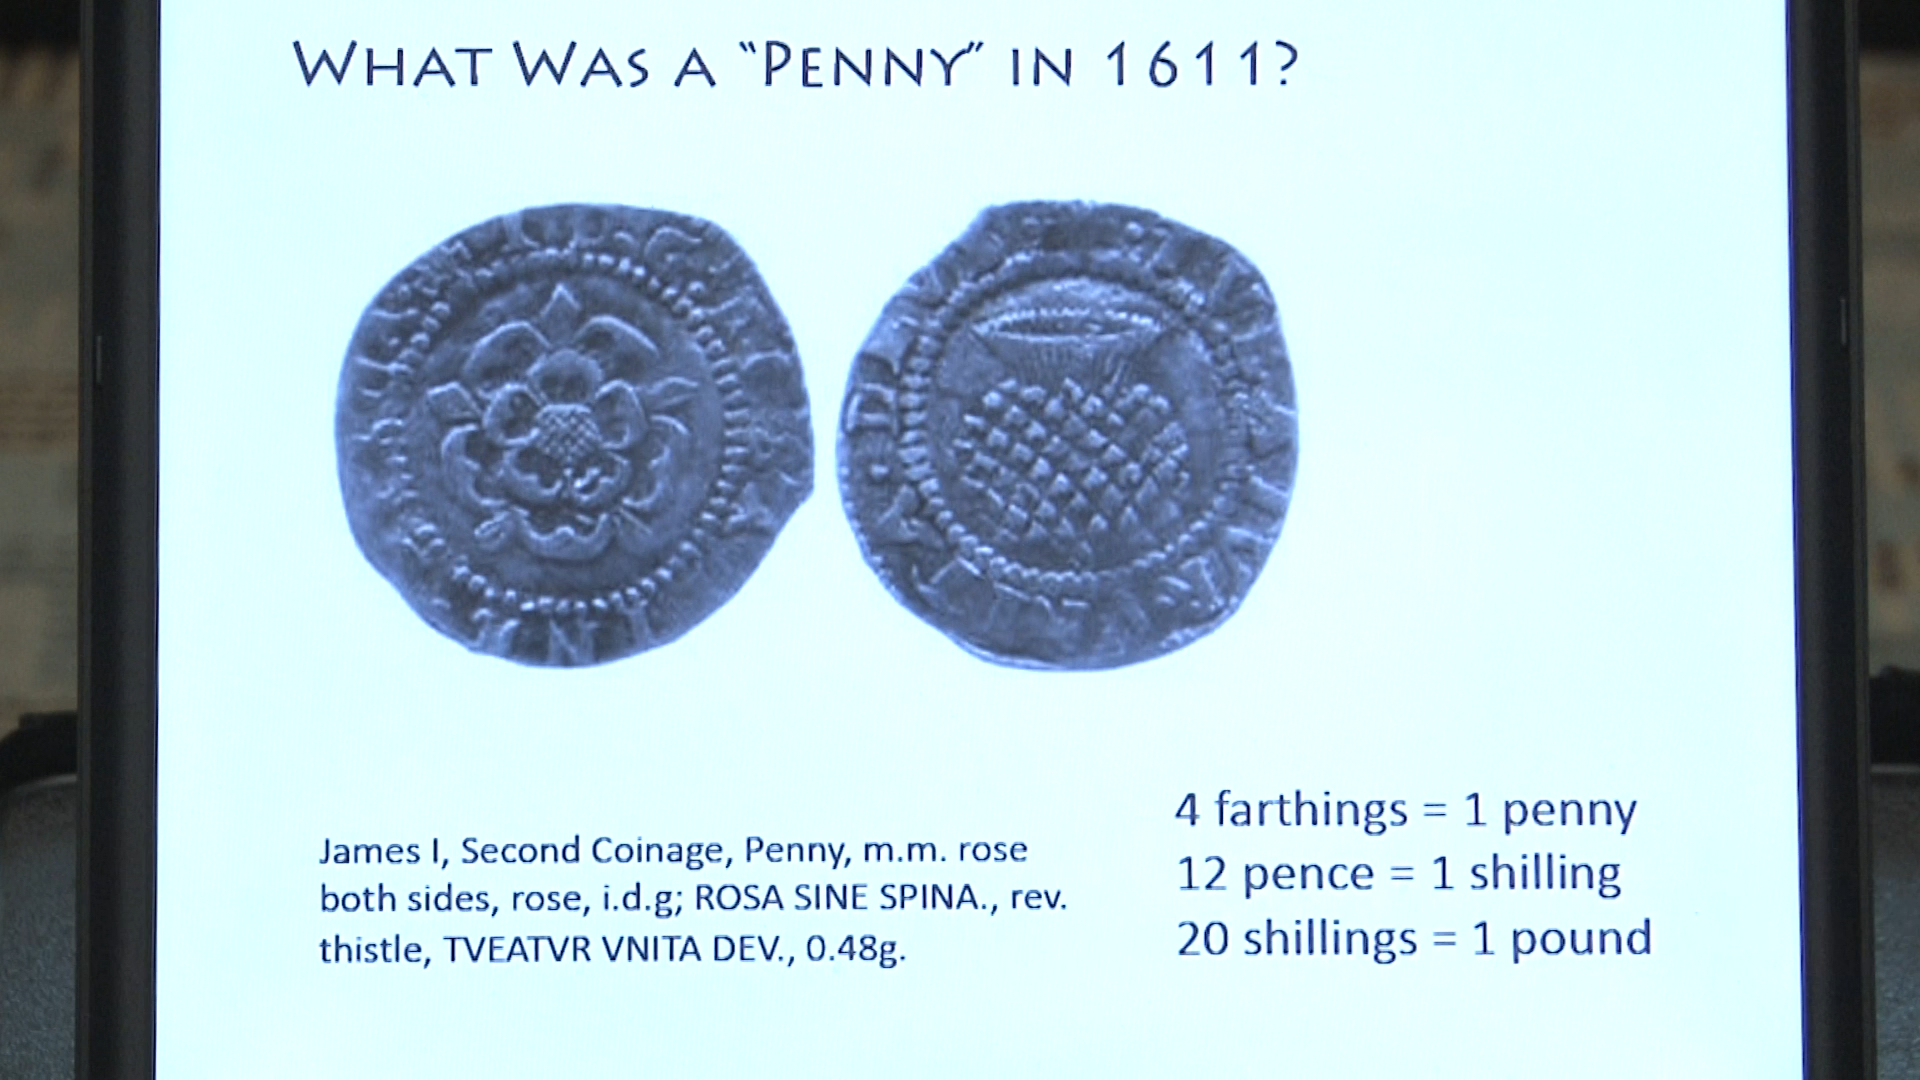 WHAT WAS A “PENNY” IN 1611?
James I, Second Coinage, Penny, m.m. rose
both sides, rose, i.d.g; ROSA SINE SPINA., rev.
thistle, TVEATVR VNITA DEV., 0.48g.
4 farthings = 1 penny
12 pence = 1 shilling
20 shillings = 1 pound